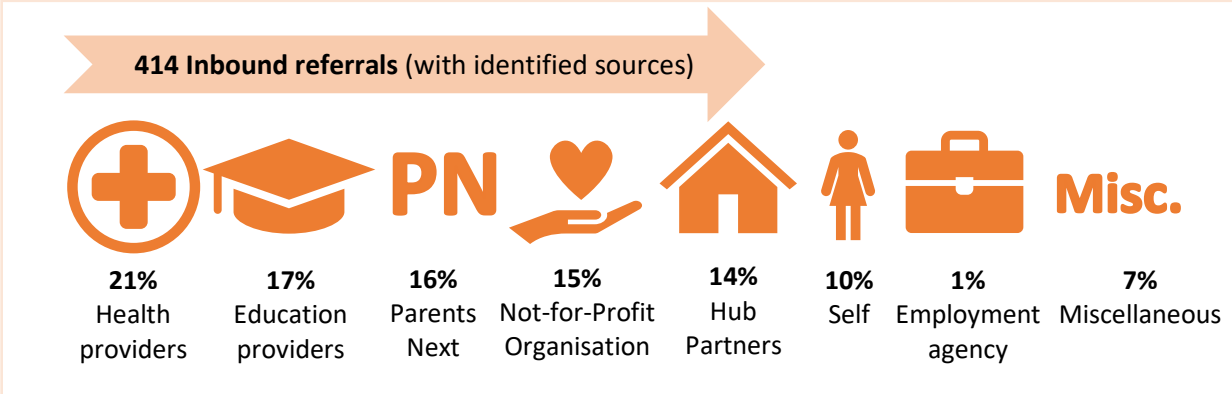 414 Inbound referrals (with identified sources)
PN
Misc.
21%
Health
providers
17%
Education
providers
16%
Parents
Next
15%
Not-for-Profit
Organisation
14%
Hub
Partners
10%
Self
1%
Employment
agency
7%
Miscellaneous